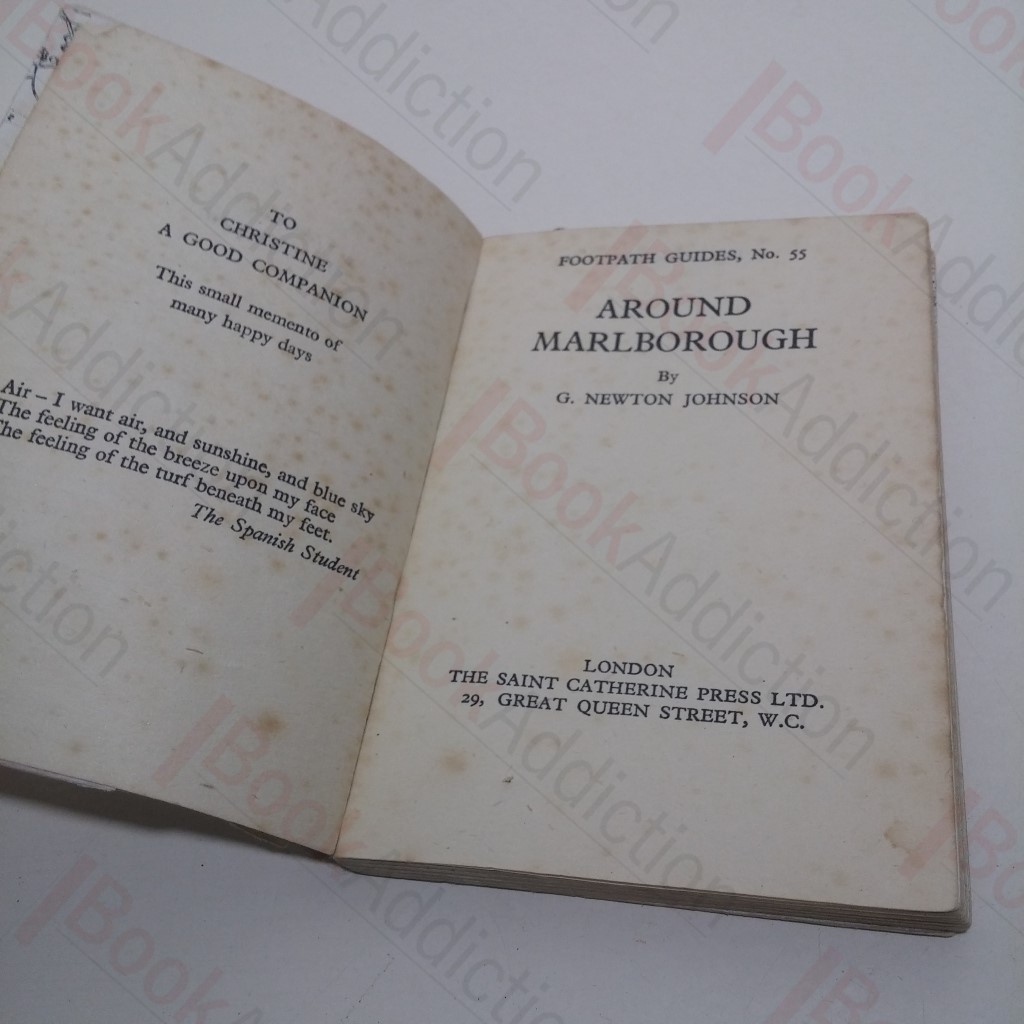 TO
CHRISTINE
A GOOD COMPANION
This small memento of
many happy days
Air – I want air, and sunshine, and blue sky
The feeling of the breeze upon my face
The feeling of the turf beneath my feet.
The Spanish Student
FOOTPATH GUIDES, No. 55
AROUND
MARLBOROUGH
By
G. NEWTON JOHNSON
LONDON
THE SAINT CATHERINE PRESS LTD.
29, GREAT QUEEN STREET, W.C.
BookAddiction